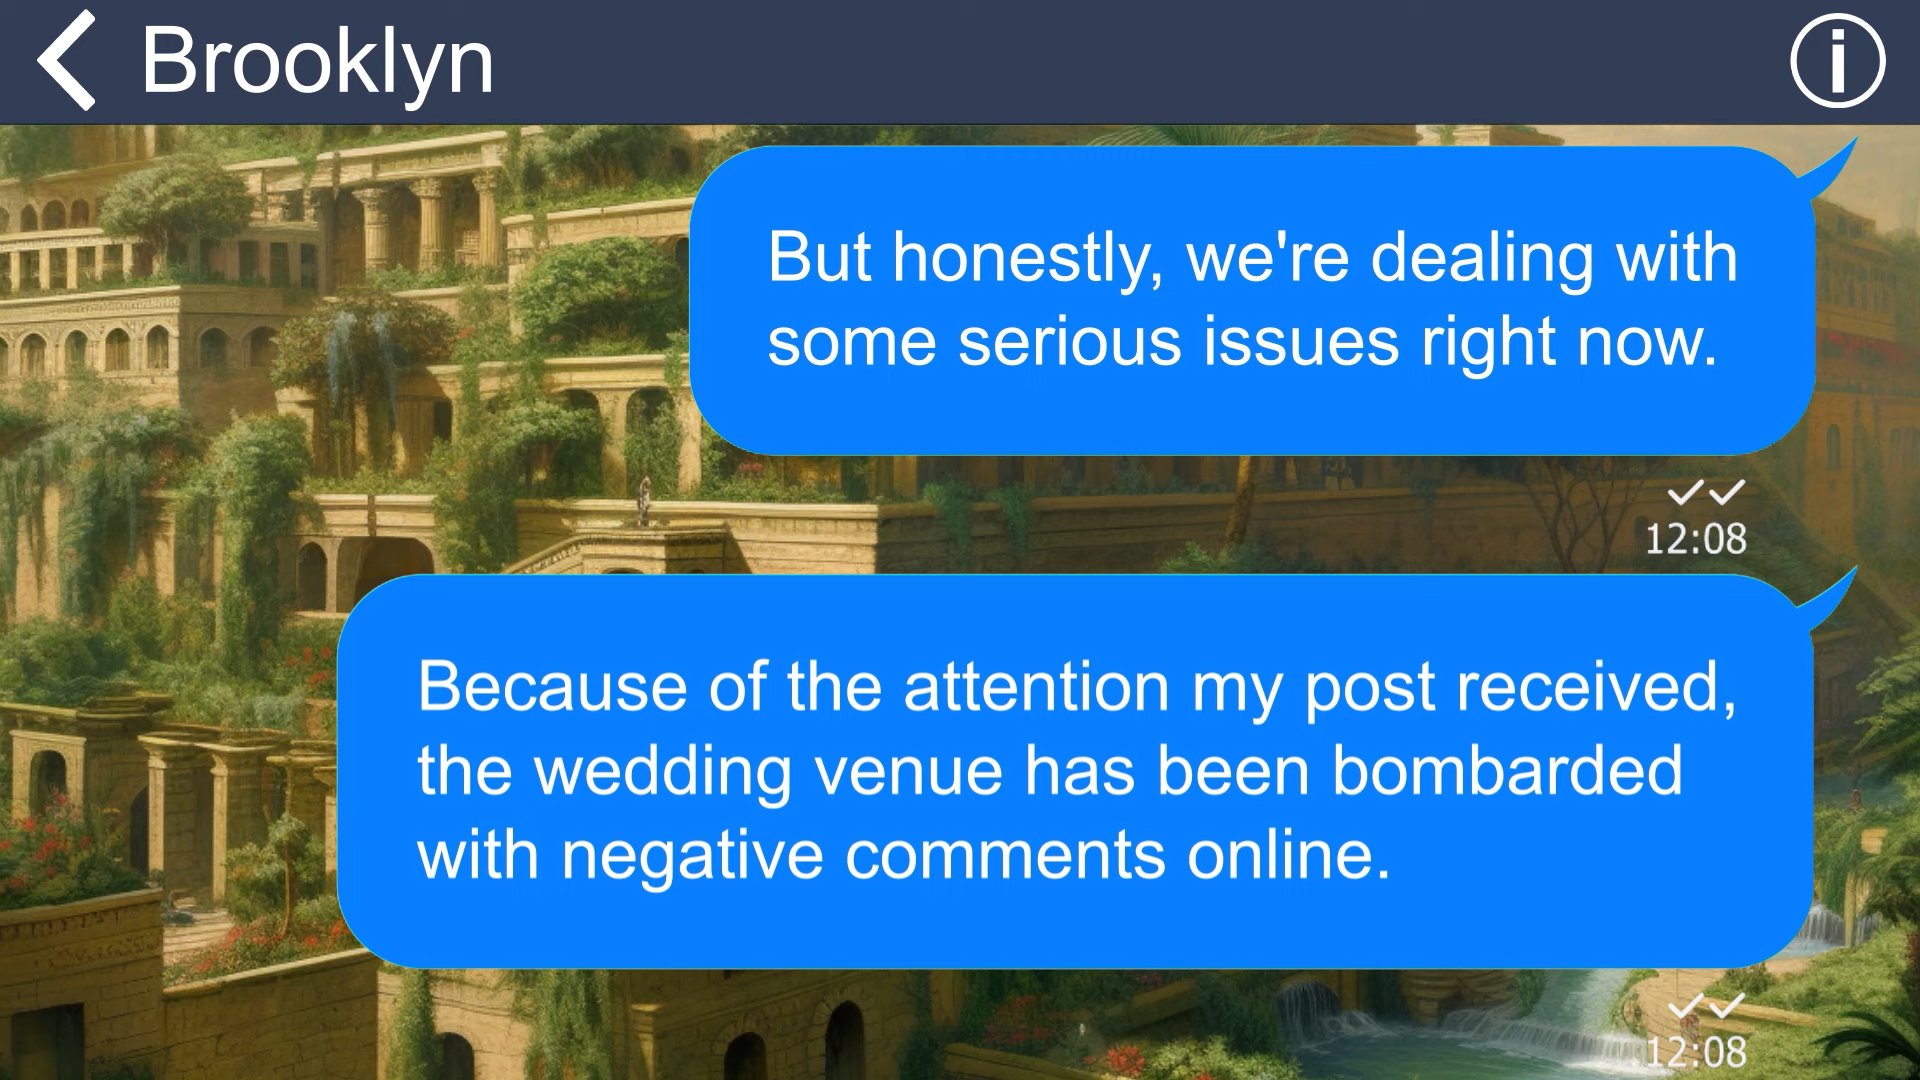 Brooklyn
But honestly, we're dealing with
some serious issues right now.
12:08
Because of the attention my post received,
the wedding venue has been bombarded
with negative comments online.
12:08